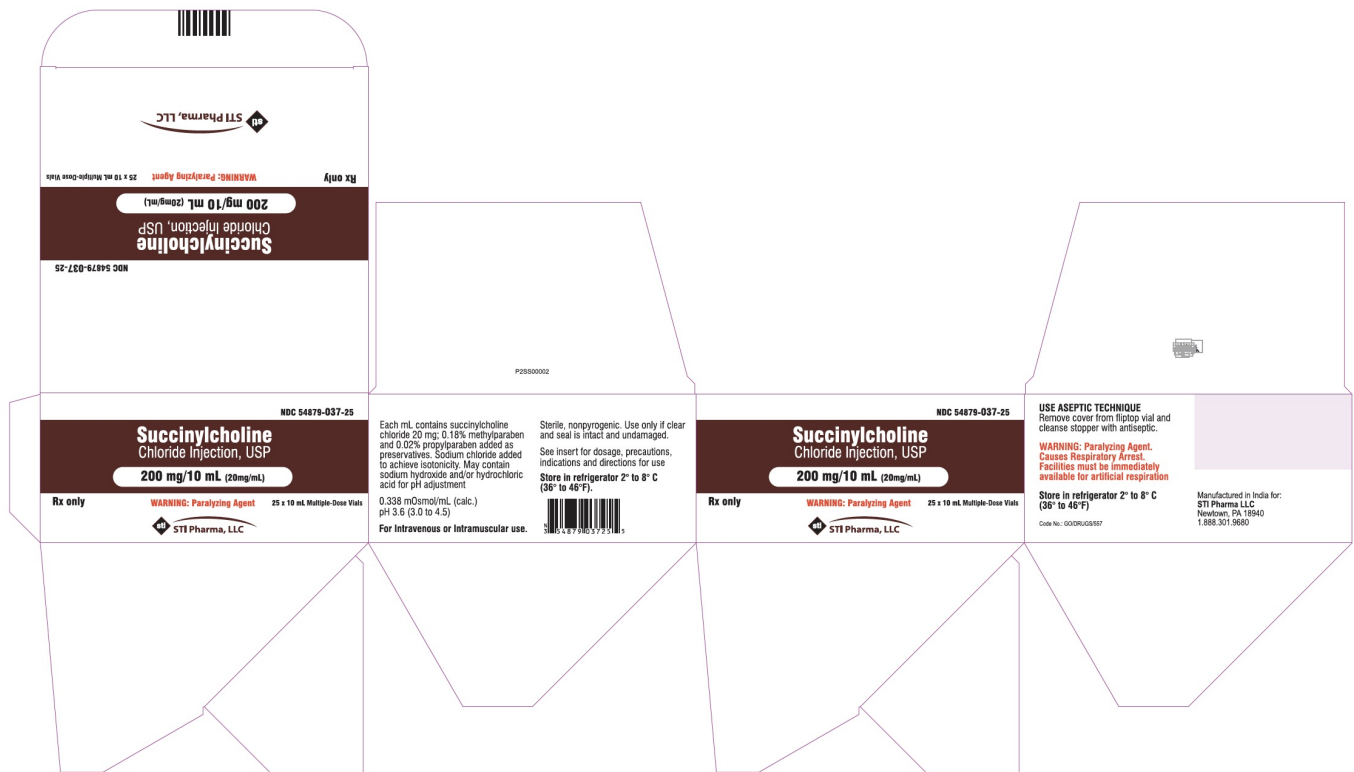 sti STI Pharma, LLC
Rx only WARNING: Paralyzing Agent 25 x 10 mL Multiple-Dose Vials
200 mg/10 mL (20mg/mL)
Chloride Injection, USP
Succinylcholine
NDC 54879-037-25
P2SS00002
NDC 54879-037-25
Succinylcholine
Chloride Injection, USP
200 mg/10 mL (20mg/mL)
Rx only WARNING: Paralyzing Agent 25 x 10 mL Multiple-Dose Vials
sti STI Pharma, LLC
Each mL contains succinylcholine
chloride 20 mg; 0.18% methylparaben
and 0.02% propylparaben added as
preservatives. Sodium chloride added
to achieve isotonicity. May contain
sodium hydroxide and/or hydrochloric
acid for pH adjustment
0.338 mOsmol/mL (calc.)
pH 3.6 (3.0 to 4.5)
For Intravenous or Intramuscular use.
Sterile, nonpyrogenic. Use only if clear
and seal is intact and undamaged.
See insert for dosage, precautions,
indications and directions for use
Store in refrigerator 2° to 8° C
(36° to 46°F).
N
3 54879 03725 5
NDC 54879-037-25
Succinylcholine
Chloride Injection, USP
200 mg/10 mL (20mg/mL)
Rx only WARNING: Paralyzing Agent 25 x 10 mL Multiple-Dose Vials
sti STI Pharma, LLC
USE ASEPTIC TECHNIQUE
Remove cover from fliptop vial and
cleanse stopper with antiseptic.
WARNING: Paralyzing Agent.
Causes Respiratory Arrest.
Facilities must be immediately
available for artificial respiration
Store in refrigerator 2° to 8° C
(36° to 46°F)
Code No.: GO/DRUGS/557
Manufactured in India for:
STI Pharma LLC
Newtown, PA 18940
1.888.301.9680